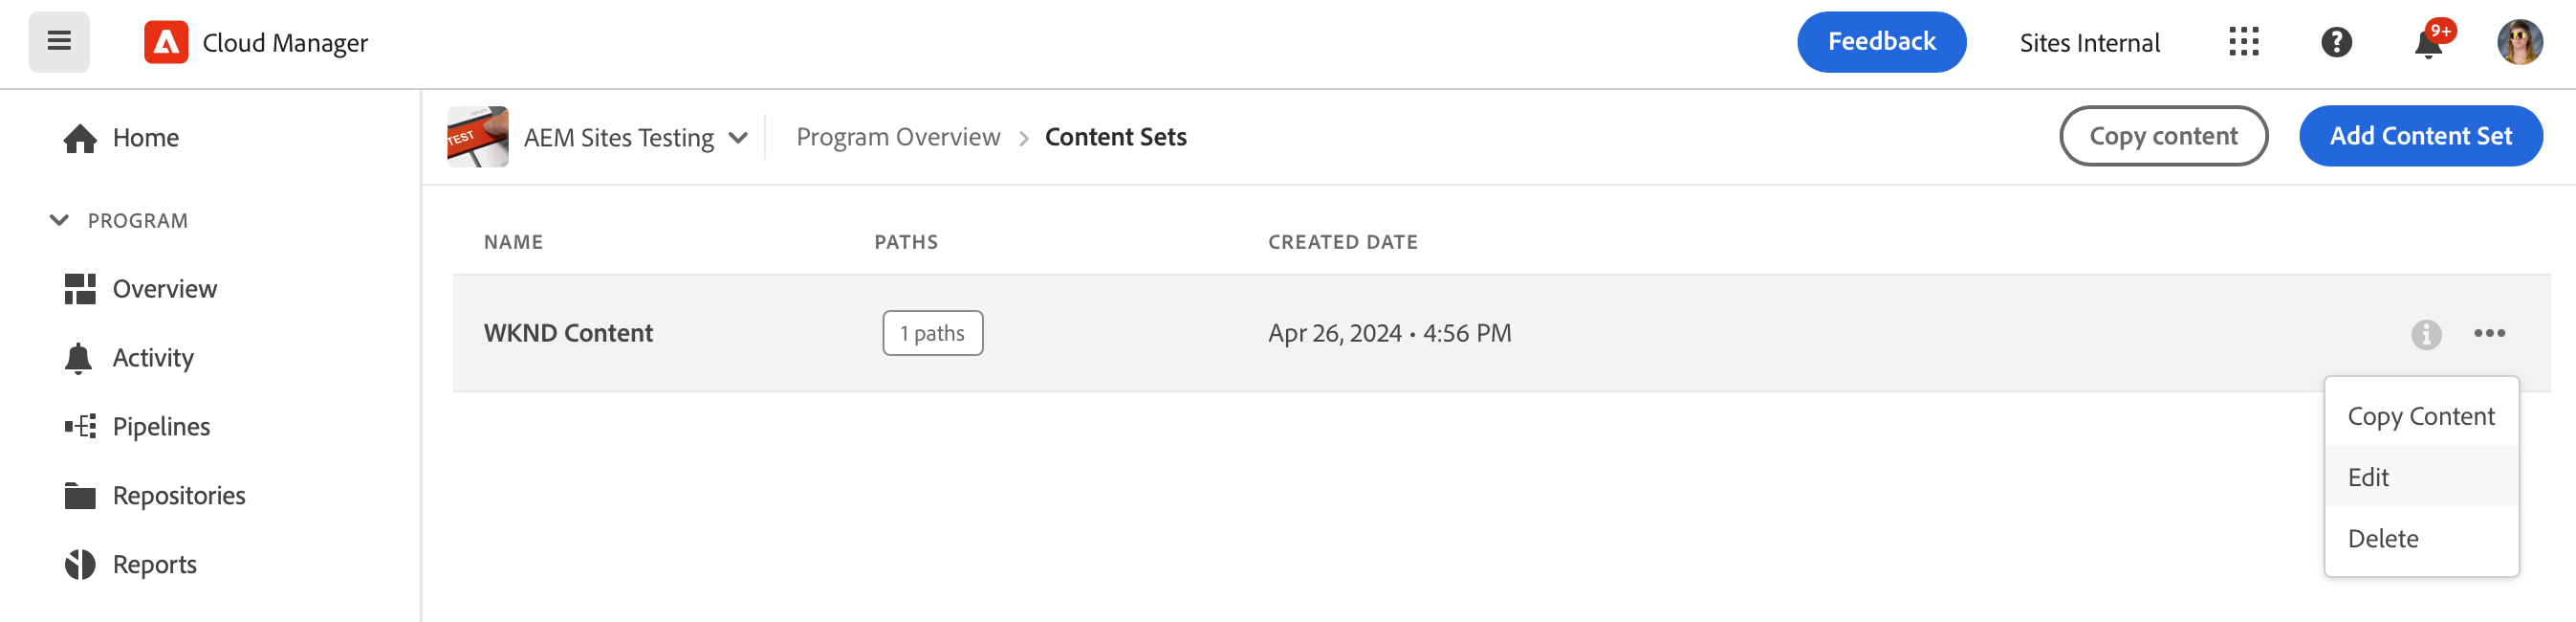 Cloud Manager
Feedback
Sites Internal
9+
Home
PROGRAM
Overview
Activity
Pipelines
Repositories
Reports
TEST
AEM Sites Testing
Program Overview > Content Sets
Copy content
Add Content Set
NAME PATHS CREATED DATE
WKND Content 1 paths Apr 26, 2024 • 4:56 PM
Copy Content
Edit
Delete